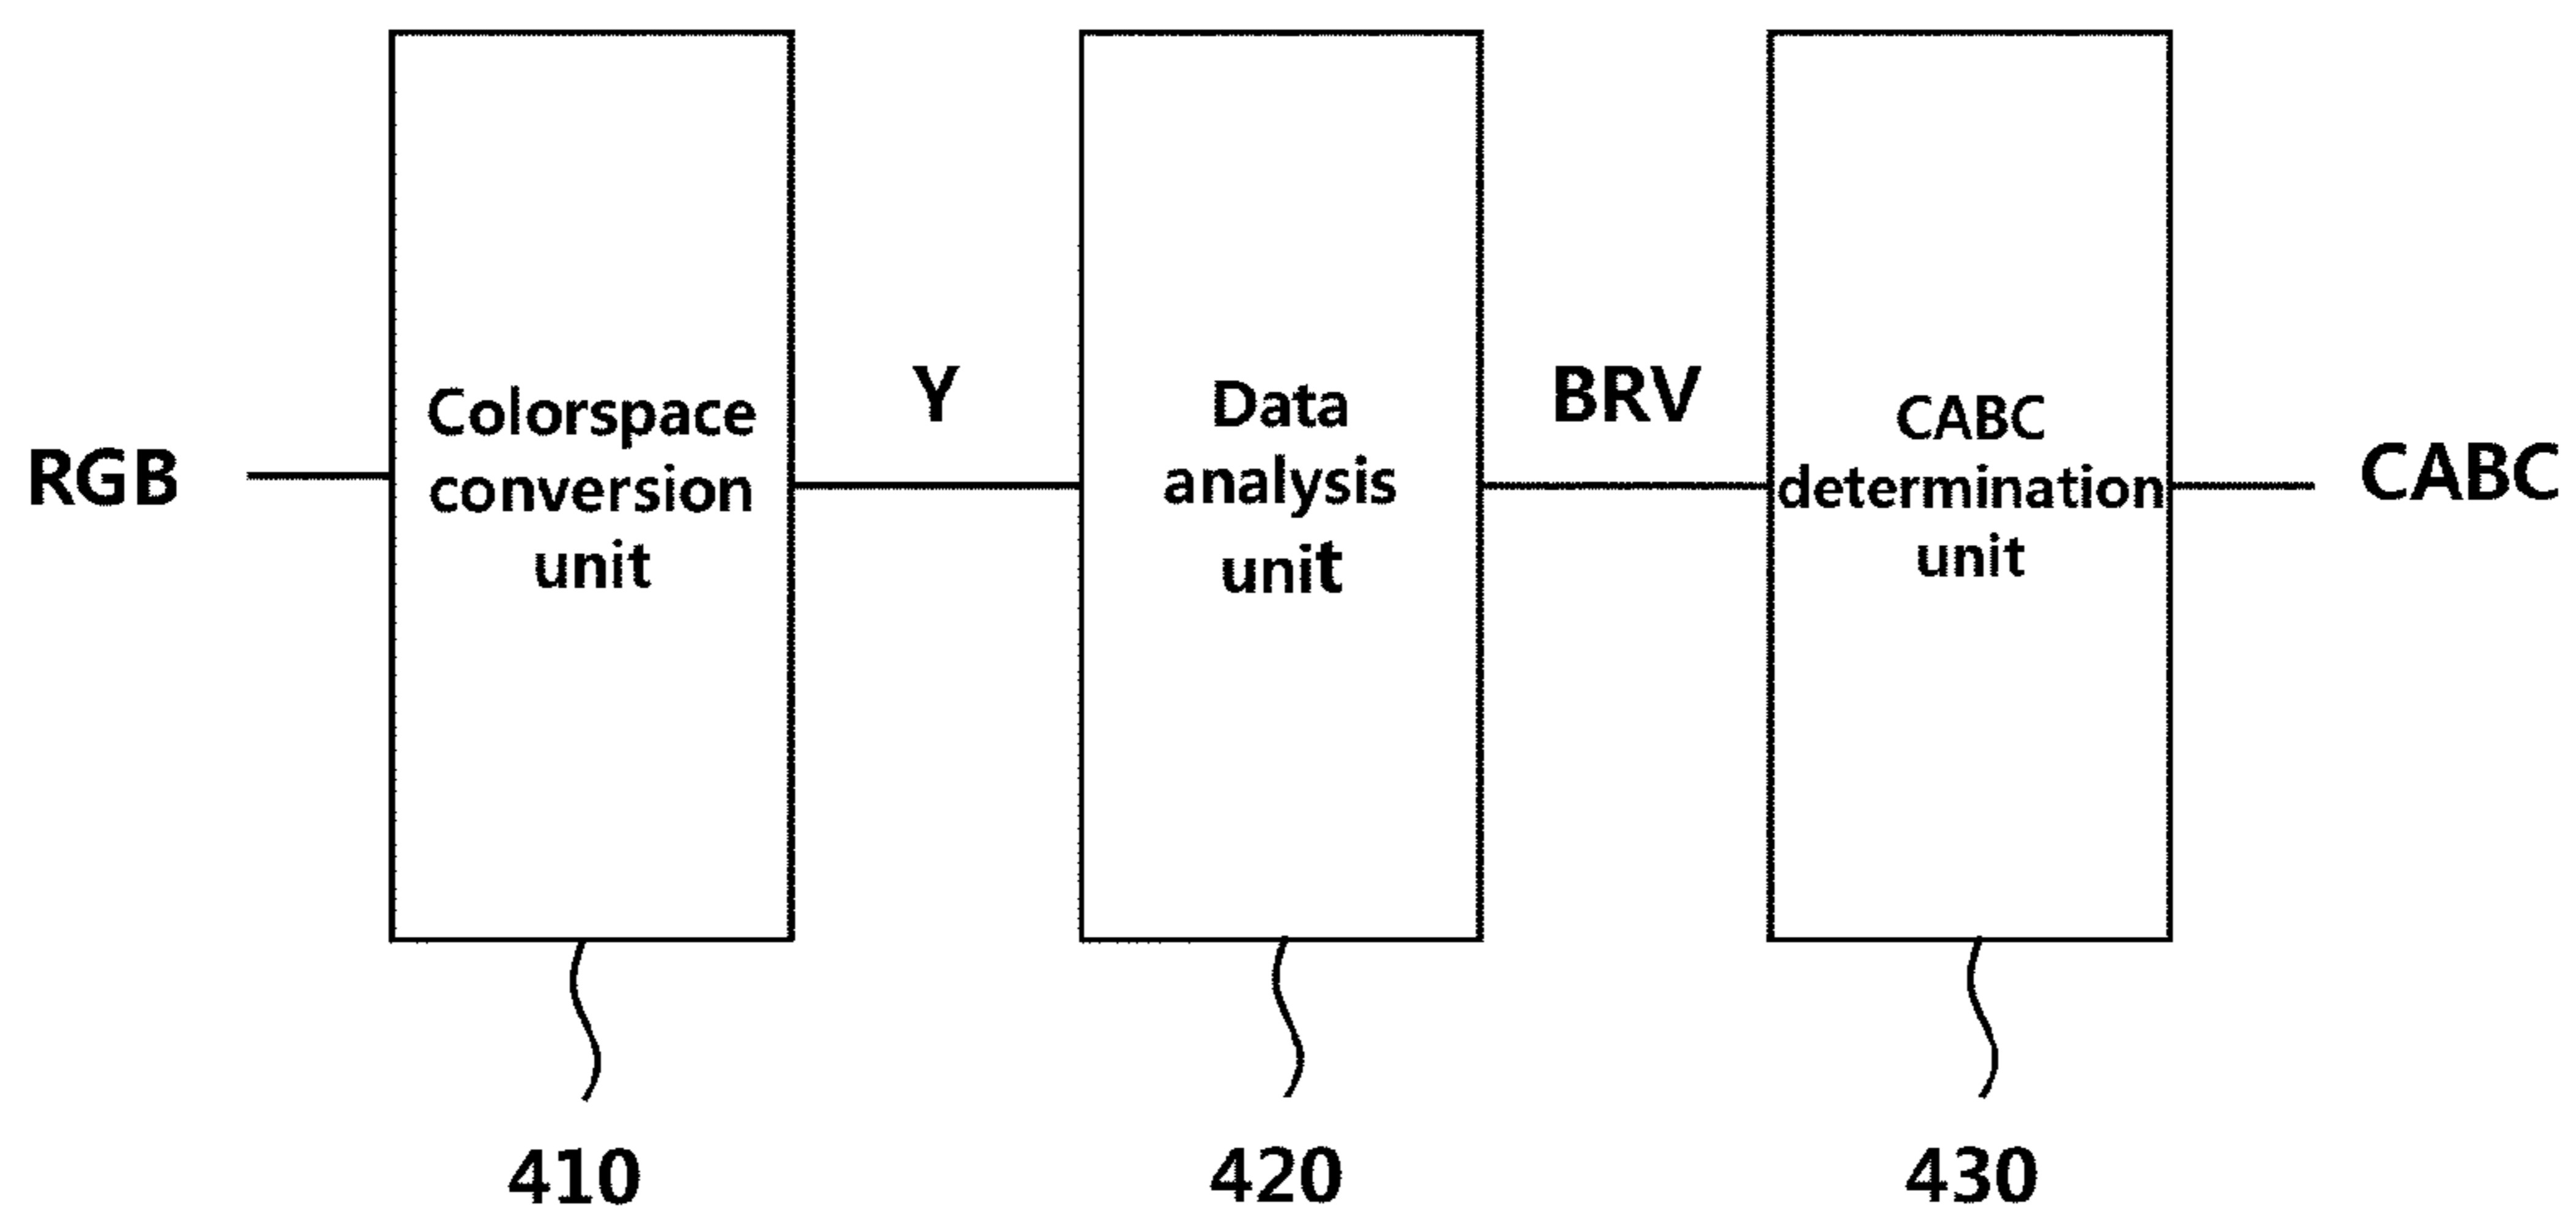 RGB
Colorspace
conversion
unit
Y
Data
analysis
unit
BRV
CABC
determination
unit
CABC
410
420
430